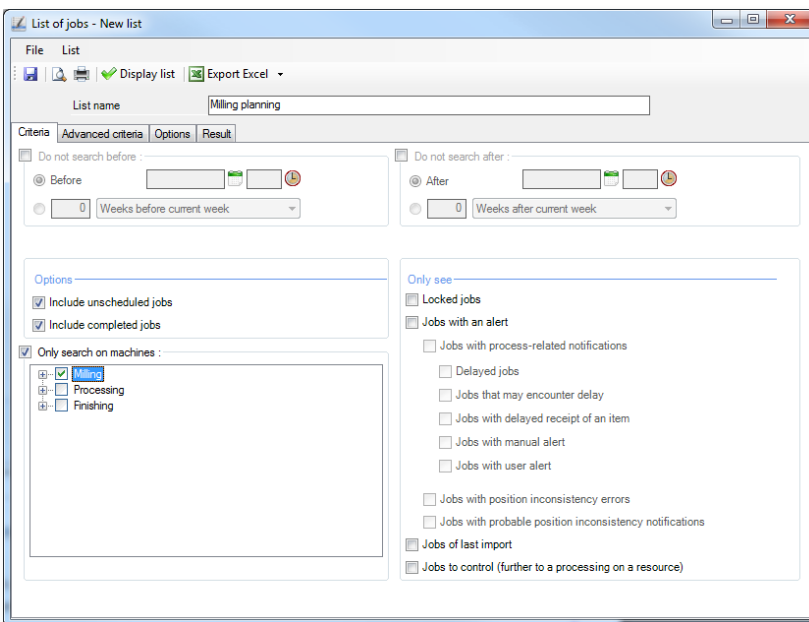 List of jobs - New list
File List
Display list Export Excel
List name Milling planning
Criteria Advanced criteria Options Result
Do not search before :
Before
0 Weeks before current week
Do not search after :
After
0 Weeks after current week
Options
Include unscheduled jobs
Include completed jobs
Only search on machines :
Milling
Processing
Finishing
Only see
Locked jobs
Jobs with an alert
Jobs with process-related notifications
Delayed jobs
Jobs that may encounter delay
Jobs with delayed receipt of an item
Jobs with manual alert
Jobs with user alert
Jobs with position inconsistency errors
Jobs with probable position inconsistency notifications
Jobs of last import
Jobs to control (further to a processing on a resource)